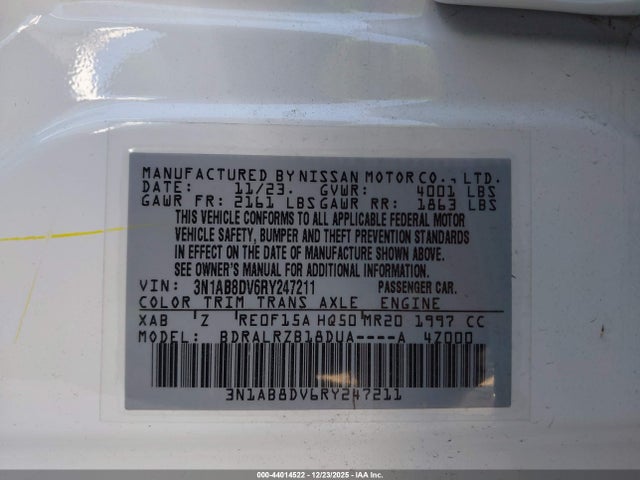 MANUFACTURED BY NISSAN MOTOR CO., LTD.
DATE: 11/23. GVWR: 4001 LBS
GAWR FR: 2161 LBS GAWR RR: 1863 LBS
THIS VEHICLE CONFORMS TO ALL APPLICABLE FEDERAL MOTOR
VEHICLE SAFETY, BUMPER AND THEFT PREVENTION STANDARDS
IN EFFECT ON THE DATE OF MANUFACTURE SHOWN ABOVE.
SEE OWNER'S MANUAL FOR ADDITIONAL INFORMATION.
VIN: 3N1AB8DV6RY247211 PASSENGER CAR.
COLOR TRIM TRANS AXLE ENGINE
XAB Z RE0F15A HQ50 MR20 1997 CC
MODEL: BDRALRZB18DUA----A 4Z000
3N1AB8DV6RY247211
000-44014522 - 12/23/2025 - IAA Inc.